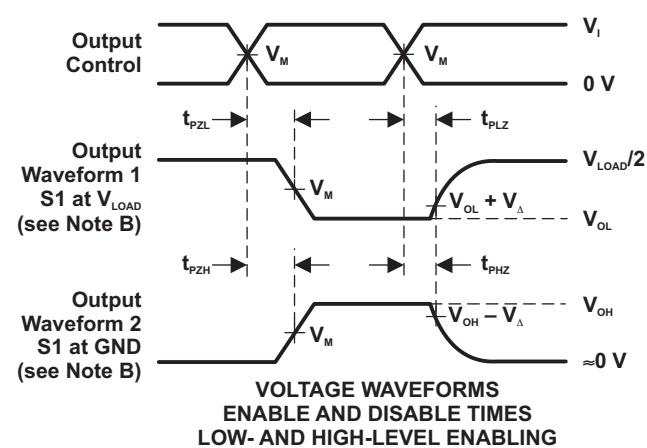 Output
Control
V_M
V_M
V_I
0 V
t_PZL
t_PLZ
Output
Waveform 1
S1 at V_LOAD
(see Note B)
V_M
V_OL + V_Δ
V_LOAD/2
V_OL
t_PZH
t_PHZ
Output
Waveform 2
S1 at GND
(see Note B)
V_M
V_OH – V_Δ
V_OH
≈0 V
VOLTAGE WAVEFORMS
ENABLE AND DISABLE TIMES
LOW- AND HIGH-LEVEL ENABLING